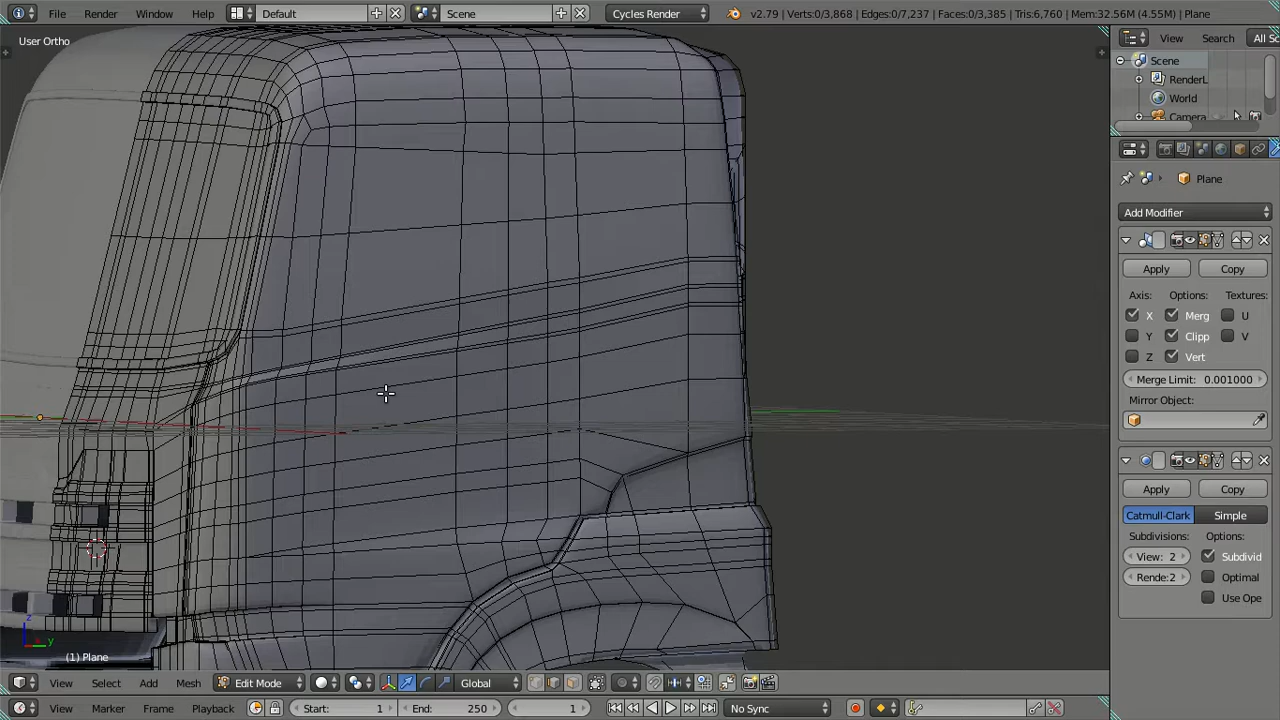 File Render Window Help Default Scene Cycles Render v2.79 | Verts:0/3,868 | Edges:0/7,237 | Faces:0/3,385 | Tris:6,760 | Mem:32.56M (4.55M) | Plane
User Ortho
View Search All Sc
Scene
RenderL
World
Camera
Plane
Add Modifier
Apply Copy
Axis: Options: Textures:
X Merg U
Y Clipp V
Z Vert
Merge Limit: 0.001000
Mirror Object:
Apply Copy
Catmull-Clark Simple
Subdivisions: Options:
View: 2 Subdivid
Rende:2 Optimal
Use Ope
z
y
(1) Plane
View Select Add Mesh Edit Mode Global
View Marker Frame Playback Start: 1 End: 250 1 No Sync